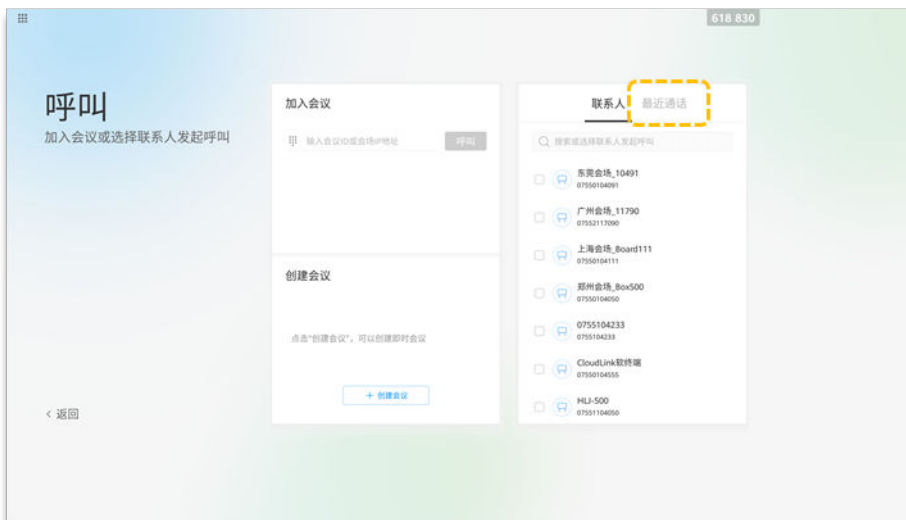 618 830
呼叫
加入会议或选择联系人发起呼叫
加入会议
输入会议ID或会场IP地址
呼叫
创建会议
点击“创建会议”，可以创建即时会议
+ 创建会议
< 返回
联系人 最近通话
搜索或选择联系人发起呼叫
东莞会场_10491
07550104091
广州会场_11790
07552117090
上海会场_Board111
07550104111
郑州会场_Box500
07550104050
0755104233
0755104233
CloudLink软终端
07550104555
HLJ-500
07551104050